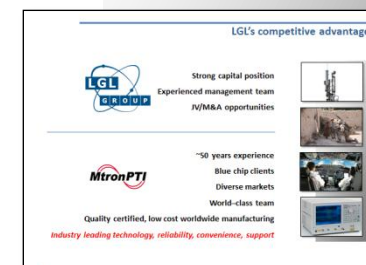 LGL's competitive advantage
LGL
GROUP
Strong capital position
Experienced management team
JV/M&A opportunities
MtronPTI
~50 years experience
Blue chip clients
Diverse markets
World-class team
Quality certified, low cost worldwide manufacturing
Industry leading technology, reliability, convenience, support